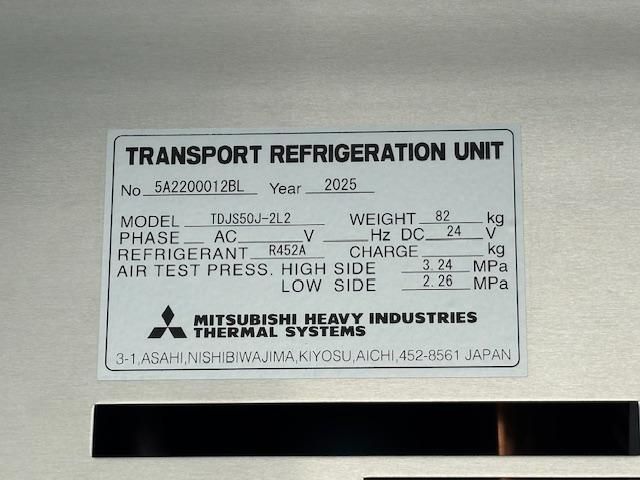 TRANSPORT REFRIGERATION UNIT
No 5A2200012BL Year 2025
MODEL TDJS50J-2L2 WEIGHT 82 kg
PHASE AC V Hz DC 24 V
REFRIGERANT R452A CHARGE kg
AIR TEST PRESS. HIGH SIDE 3.24 MPa
LOW SIDE 2.26 MPa
MITSUBISHI HEAVY INDUSTRIES
THERMAL SYSTEMS
3-1,ASAHI,NISHIBIWAJIMA,KIYOSU,AICHI,452-8561 JAPAN